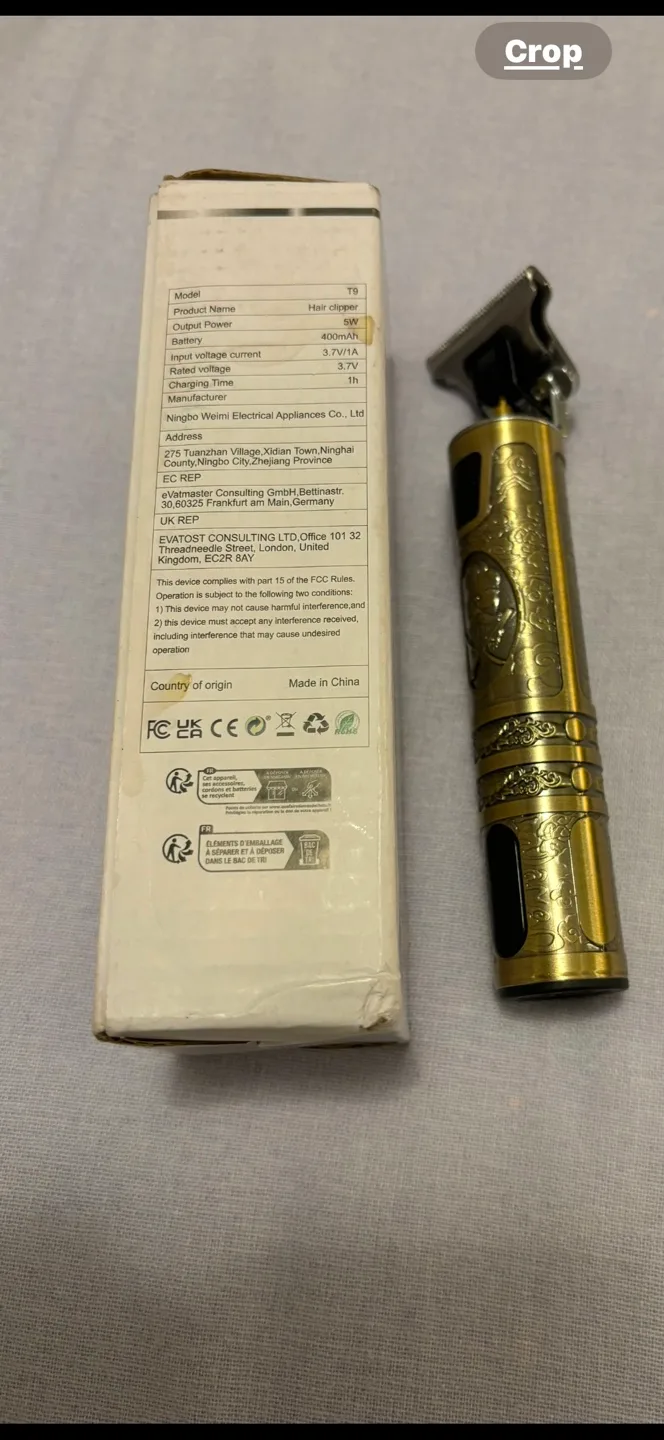 Crop
Model T9
Product Name Hair clipper
Output Power 5W
Battery 400mAh
Input voltage current 3.7V/1A
Rated voltage 3.7V
Charging Time 1h
Manufacturer
Ningbo Weimi Electrical Appliances Co., Ltd
Address
275 Tuanzhan Village,Xidian Town,Ninghai
County,Ningbo City,Zhejiang Province
EC REP
eVatmaster Consulting GmbH,Bettinastr.
30,60325 Frankfurt am Main,Germany
UK REP
EVATOST CONSULTING LTD,Office 101 32
Threadneedle Street, London, United
Kingdom, EC2R 8AY
This device complies with part 15 of the FCC Rules.
Operation is subject to the following two conditions:
1) This device may not cause harmful interference,and
2) this device must accept any interference received,
including interference that may cause undesired
operation
Country of origin Made in China
FC UK CA CE
FR
Cet appareil,
ses accessoires,
cordons et batteries
se recyclent
FR
ÉLÉMENTS D'EMBALLAGE
À SÉPARER ET À DÉPOSER
DANS LE BAC DE TRI
BAC
DE
TRI